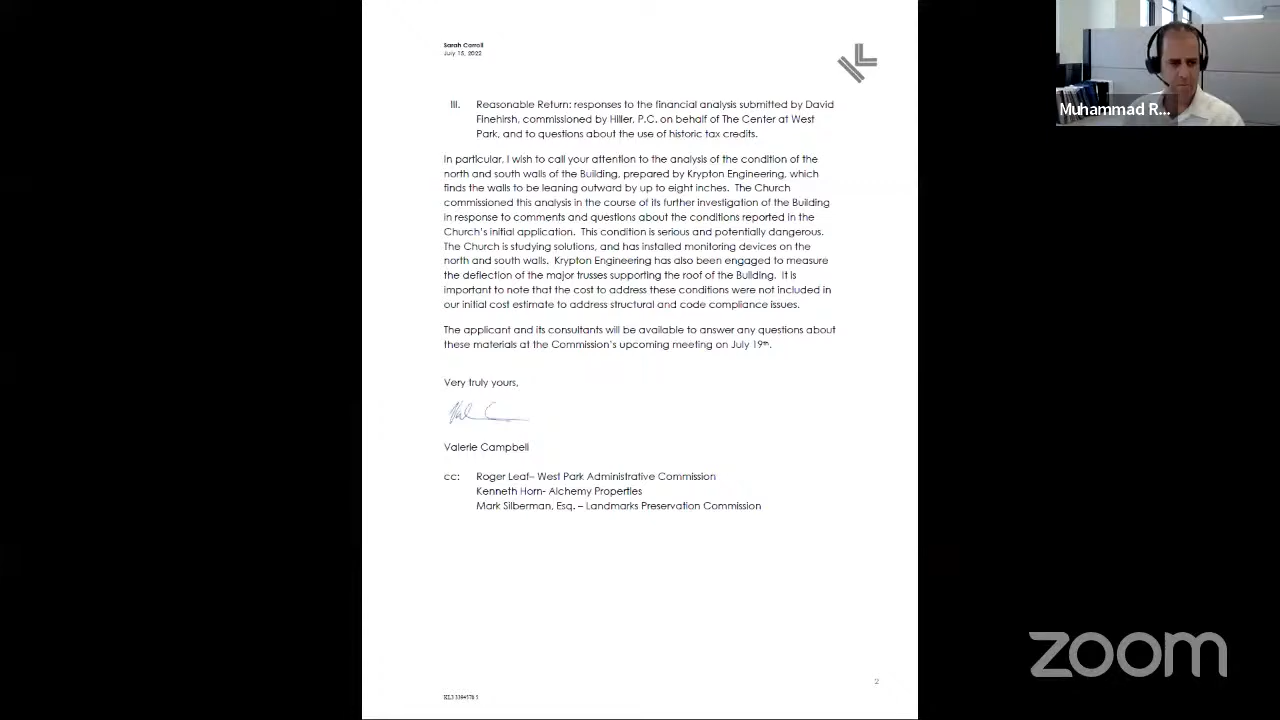 Sarah Carroll
July 15, 2022
III. Reasonable Return: responses to the financial analysis submitted by David
Finehirsh, commissioned by Hiller, P.C. on behalf of The Center at West
Park, and to questions about the use of historic tax credits.
In particular, I wish to call your attention to the analysis of the condition of the
north and south walls of the Building, prepared by Krypton Engineering, which
finds the walls to be leaning outward by up to eight inches. The Church
commissioned this analysis in the course of its further investigation of the Building
in response to comments and questions about the conditions reported in the
Church's initial application. This condition is serious and potentially dangerous.
The Church is studying solutions, and has installed monitoring devices on the
north and south walls. Krypton Engineering has also been engaged to measure
the deflection of the major trusses supporting the roof of the Building. It is
important to note that the cost to address these conditions were not included in
our initial cost estimate to address structural and code compliance issues.
The applicant and its consultants will be available to answer any questions about
these materials at the Commission's upcoming meeting on July 19th.
Very truly yours,
Valerie Campbell
cc: Roger Leaf– West Park Administrative Commission
Kenneth Horn- Alchemy Properties
Mark Silberman, Esq. – Landmarks Preservation Commission
2
Muhammad R...
zoom